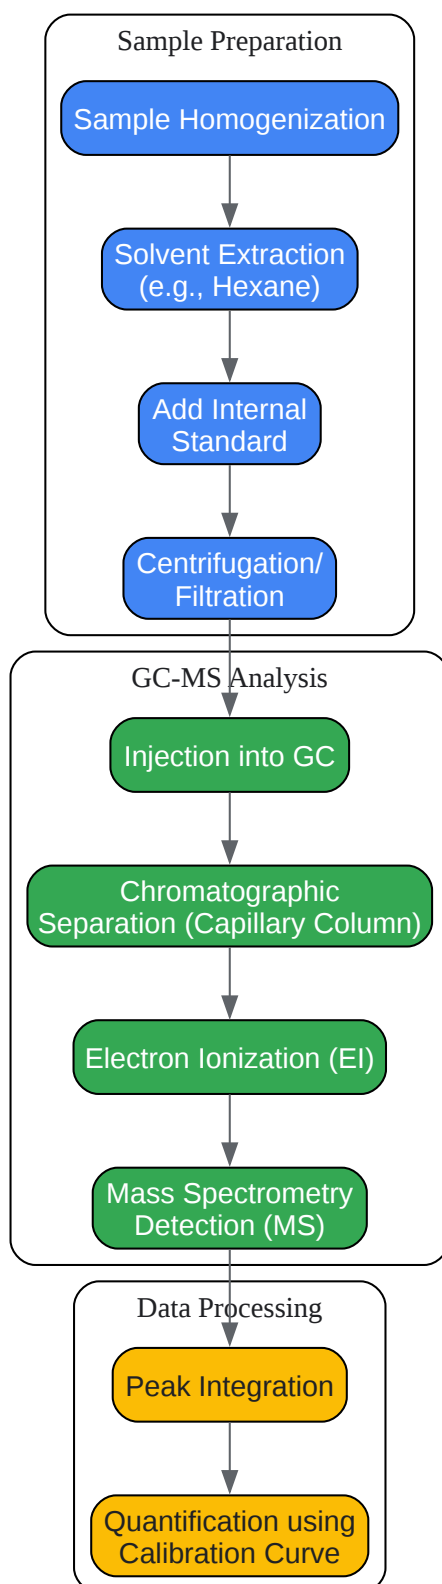 Sample Preparation
Sample Homogenization
Solvent Extraction
(e.g., Hexane)
Add Internal
Standard
Centrifugation/
Filtration
GC-MS Analysis
Injection into GC
Chromatographic
Separation (Capillary Column)
Electron Ionization (EI)
Mass Spectrometry
Detection (MS)
Data Processing
Peak Integration
Quantification using
Calibration Curve